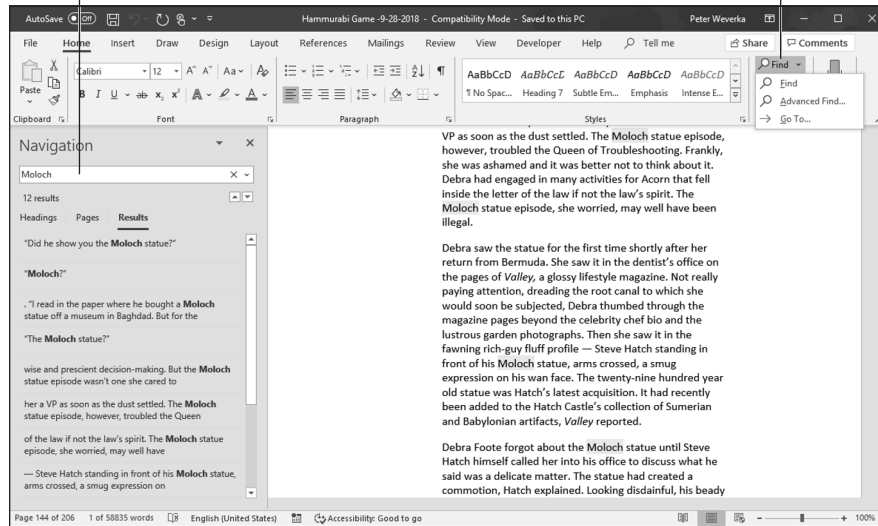 AutoSave Off Hammurabi Game -9-28-2018 - Compatibility Mode - Saved to this PC Peter Weverka
File Home Insert Draw Design Layout References Mailings Review View Developer Help Tell me Share Comments
Paste
Calibri 12 A^ A˅ Aa A
B I U ab x₂ x² A A
AaBbCcD AaBbCcD AaBbCcD AaBbCcD AaBbCcD
¶ No Spac... Heading 7 Subtle Em... Emphasis Intense E...
Find
Find
Advanced Find...
Go To...
Clipboard Font Paragraph Styles
Navigation
Moloch
12 results
Headings Pages Results
"Did he show you the Moloch statue?"
"Moloch?"
. "I read in the paper where he bought a Moloch
statue off a museum in Baghdad. But for the
"The Moloch statue?"
wise and prescient decision-making. But the Moloch
statue episode wasn't one she cared to
her a VP as soon as the dust settled. The Moloch
statue episode, however, troubled the Queen
of the law if not the law's spirit. The Moloch statue
episode, she worried, may well have
— Steve Hatch standing in front of his Moloch statue,
arms crossed, a smug expression on
VP as soon as the dust settled. The Moloch statue episode,
however, troubled the Queen of Troubleshooting. Frankly,
she was ashamed and it was better not to think about it.
Debra had engaged in many activities for Acorn that fell
inside the letter of the law if not the law's spirit. The
Moloch statue episode, she worried, may well have been
illegal.
Debra saw the statue for the first time shortly after her
return from Bermuda. She saw it in the dentist's office on
the pages of Valley, a glossy lifestyle magazine. Not really
paying attention, dreading the root canal to which she
would soon be subjected, Debra thumbed through the
magazine pages beyond the celebrity chef bio and the
lustrous garden photographs. Then she saw it in the
fawning rich-guy fluff profile — Steve Hatch standing in
front of his Moloch statue, arms crossed, a smug
expression on his wan face. The twenty-nine hundred year
old statue was Hatch's latest acquisition. It had recently
been added to the Hatch Castle's collection of Sumerian
and Babylonian artifacts, Valley reported.
Debra Foote forgot about the Moloch statue until Steve
Hatch himself called her into his office to discuss what he
said was a delicate matter. The statue had created a
commotion, Hatch explained. Looking disdainful, his beady
Page 144 of 206 1 of 58835 words English (United States) Accessibility: Good to go 100%